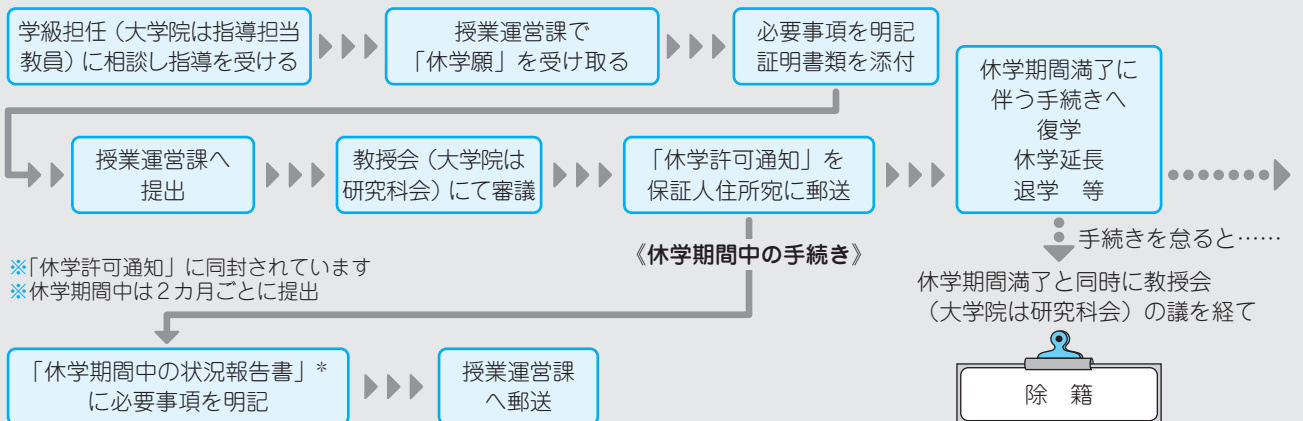 学級担任（大学院は指導担当
教員）に相談し指導を受ける
授業運営課で
「休学願」を受け取る
必要事項を明記
証明書類を添付
授業運営課へ
提出
教授会（大学院は
研究科会）にて審議
「休学許可通知」を
保証人住所宛に郵送
休学期間満了に
伴う手続きへ
復学
休学延長
退学　等
手続きを怠ると……
休学期間満了と同時に教授会
（大学院は研究科会）の議を経て
除　籍
《休学期間中の手続き》
※「休学許可通知」に同封されています
※休学期間中は２カ月ごとに提出
「休学期間中の状況報告書」*
に必要事項を明記
授業運営課
へ郵送